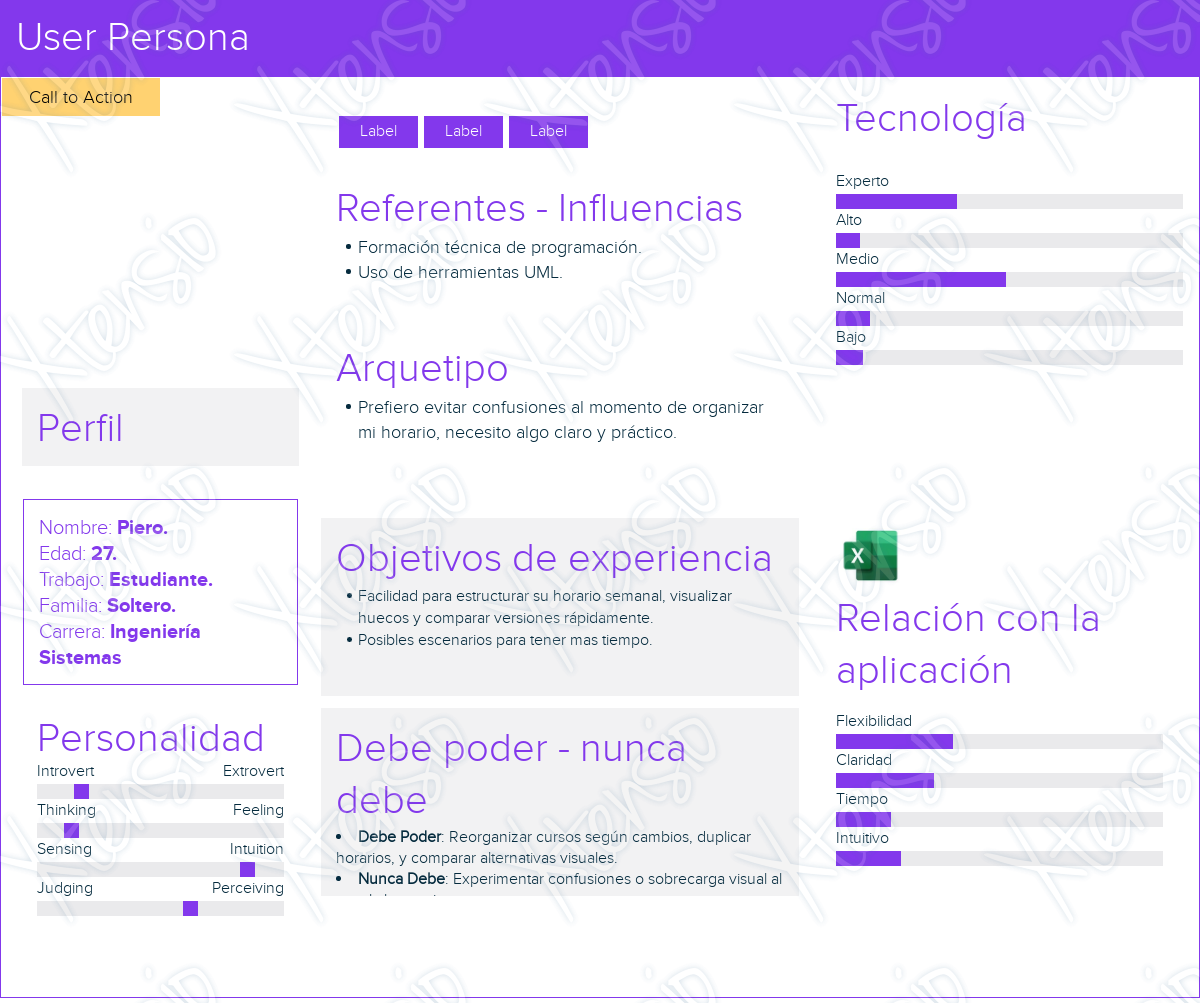 User Persona
Call to Action
Label Label Label
Referentes - Influencias
• Formación técnica de programación.
• Uso de herramientas UML.
Arquetipo
• Prefiero evitar confusiones al momento de organizar
mi horario, necesito algo claro y práctico.
Perfil
Nombre: Piero.
Edad: 27.
Trabajo: Estudiante.
Familia: Soltero.
Carrera: Ingeniería
Sistemas
Personalidad
Introvert Extrovert
Thinking Feeling
Sensing Intuition
Judging Perceiving
Objetivos de experiencia
• Facilidad para estructurar su horario semanal, visualizar
huecos y comparar versiones rápidamente.
• Posibles escenarios para tener mas tiempo.
Debe poder - nunca
debe
• Debe Poder: Reorganizar cursos según cambios, duplicar
horarios, y comparar alternativas visuales.
• Nunca Debe: Experimentar confusiones o sobrecarga visual al
Tecnología
Experto
Alto
Medio
Normal
Bajo
X
Relación con la
aplicación
Flexibilidad
Claridad
Tiempo
Intuitivo
Xtensio